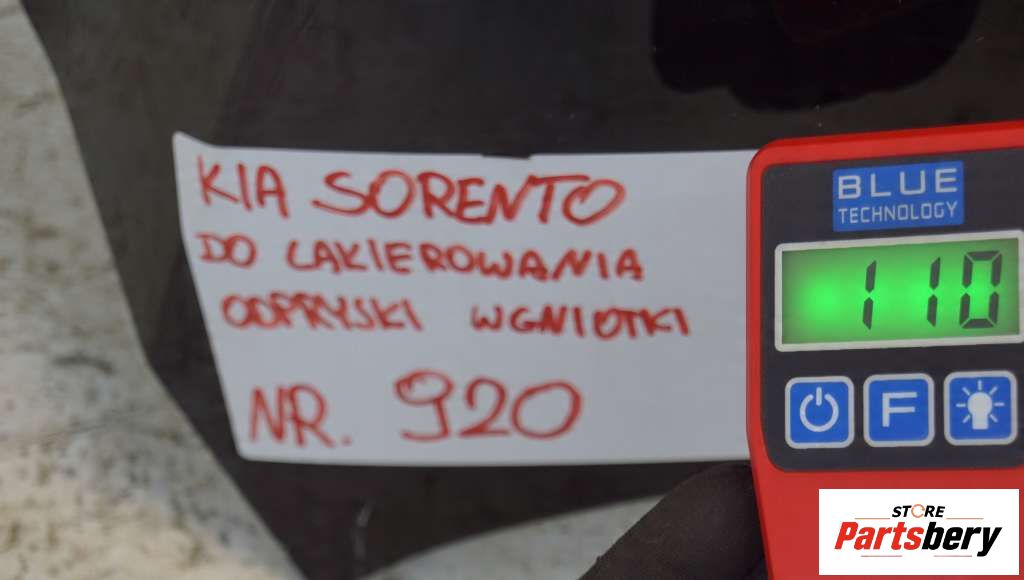 KIA SORENTO
DO LAKIEROWANIA
ODPRYSKI WGNIOTKI
NR. 920
BLUE
TECHNOLOGY
110
F
STORE
Partsbery